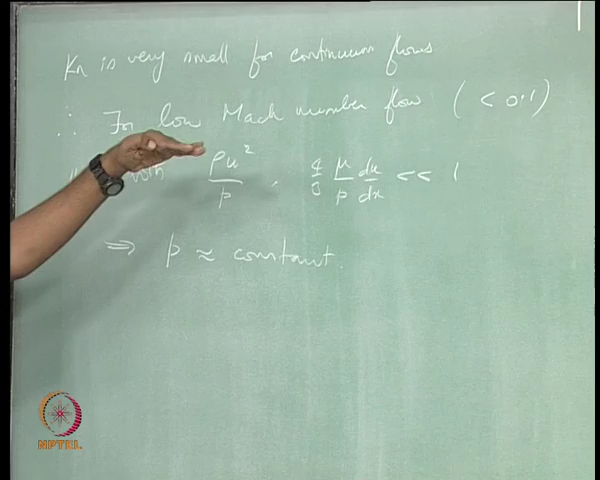 Kn is very small for continuum flows
∴ For low Mach number flow ( < 0.1 )
ρu² / p , 4/3 μ/p du/dx << 1
⇒ p ≈ constant.
NPTEL